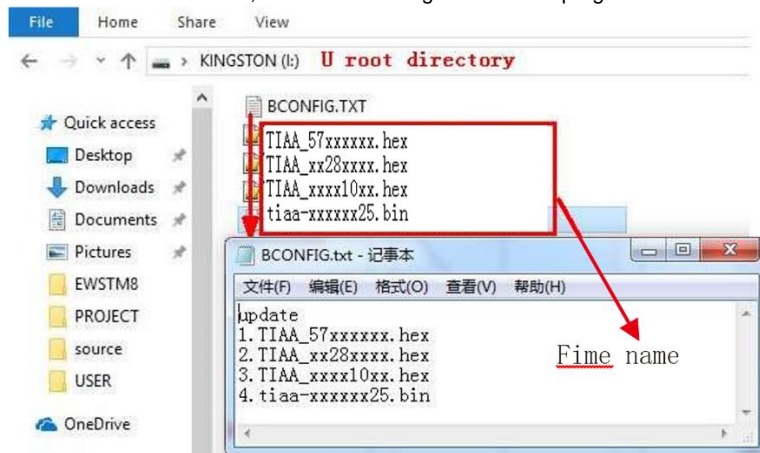 File Home Share View
KINGSTON (I:) U root directory
BCONFIG.TXT
Quick access
Desktop
Downloads
Documents
Pictures
EWSTM8
PROJECT
source
USER
OneDrive
TIAA_57xxxxxx.hex
TIAA_xx28xxxx.hex
TIAA_xxxx10xx.hex
tiaa-xxxxxx25.bin
BCONFIG.txt - 记事本
文件(F) 编辑(E) 格式(O) 查看(V) 帮助(H)
update
1.TIAA_57xxxxxx.hex
2.TIAA_xx28xxxx.hex
3.TIAA_xxxx10xx.hex
4.tiaa-xxxxxx25.bin
Fime name